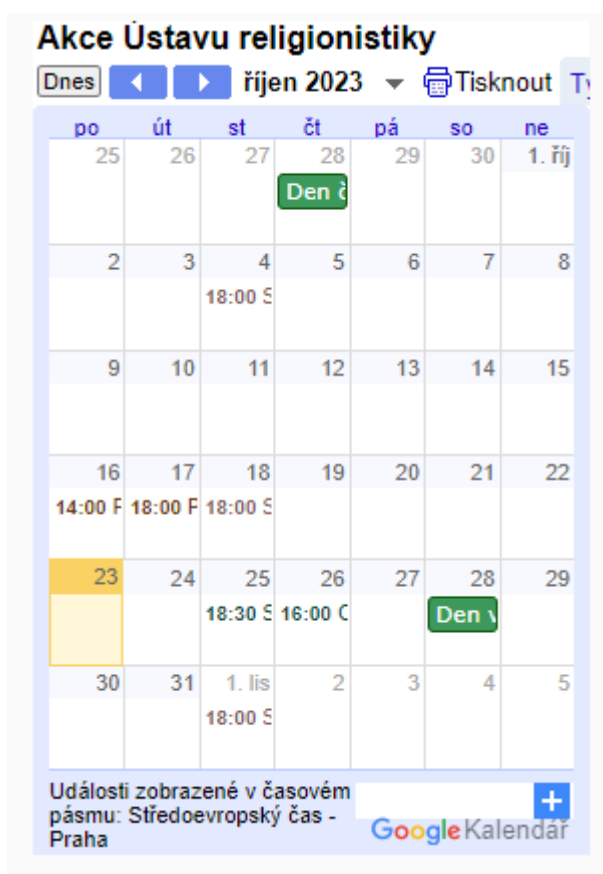 Akce Ústavu religionistiky
Dnes říjen 2023 Tisknout
po út st čt pá so ne
25 26 27 28 29 30 1. říj
Den
2 3 4 5 6 7 8
18:00 S
9 10 11 12 13 14 15
16 17 18 19 20 21 22
14:00 18:00 18:00 S
23 24 25 26 27 28 29
18:30 S 16:00 Den
30 31 1. lis 2 3 4 5
18:00 S
Události zobrazené v časovém
pásmu: Středoevropský čas -
Praha
Google Kalendář